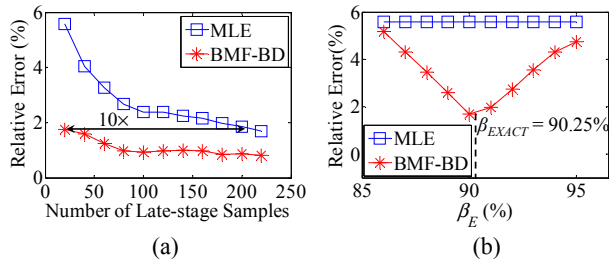 Relative Error (%)
6
4
2
0
MLE
BMF-BD
10×
0
50
100
150
200
250
Number of Late-stage Samples
(a)
Relative Error(%)
6
4
2
0
β_EXACT = 90.25%
MLE
BMF-BD
85
90
95
β_E (%)
(b)